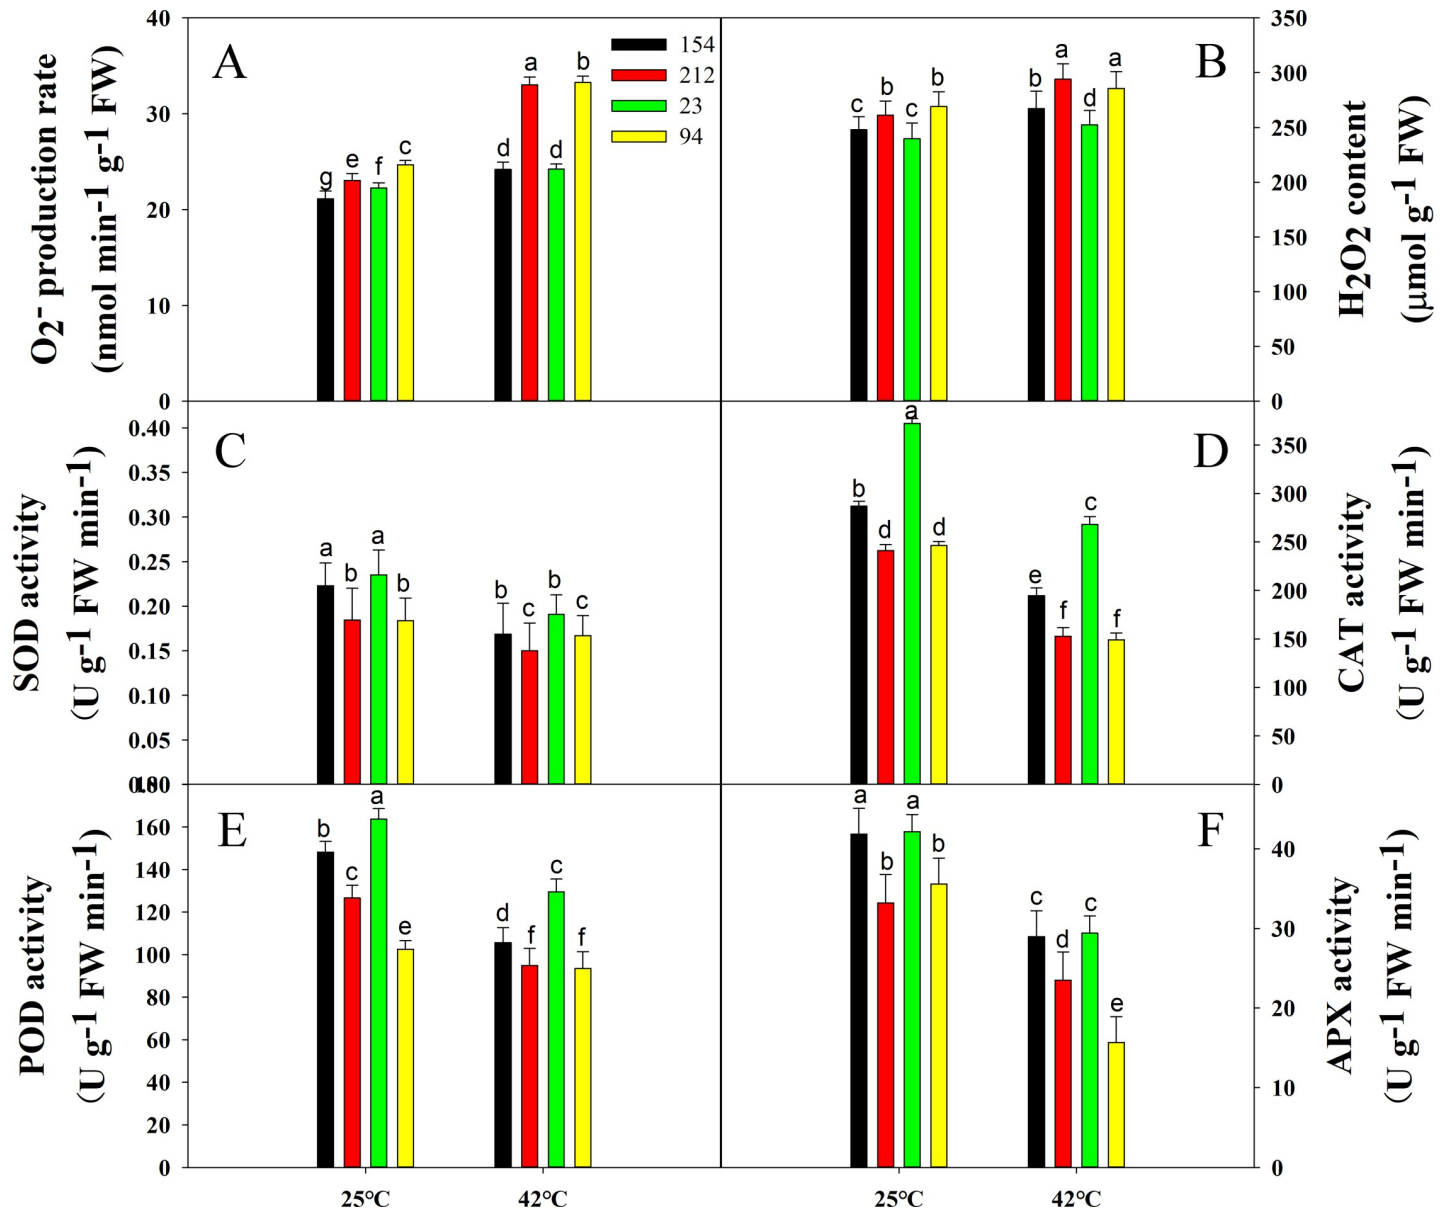 A
154
212
23
94
B
O2- production rate
(nmol min-1 g-1 FW)
40
30
20
10
0
g e f c
d a d b
c b c b
b a d a
350
300
250
200
150
100
50
0
H2O2 content
(µmol g-1 FW)
C
D
SOD activity
(U g-1 FW min-1)
0.40
0.35
0.30
0.25
0.20
0.15
0.10
0.05
a b a b
b c b c
b d a d
e f c f
350
300
250
200
150
100
50
0
CAT activity
(U g-1 FW min-1)
E
F
POD activity
(U g-1 FW min-1)
160
140
120
100
80
60
40
20
0
b c a e
d f c f
a b a b
c d c e
40
30
20
10
0
APX activity
(U g-1 FW min-1)
25°C
42°C
25°C
42°C